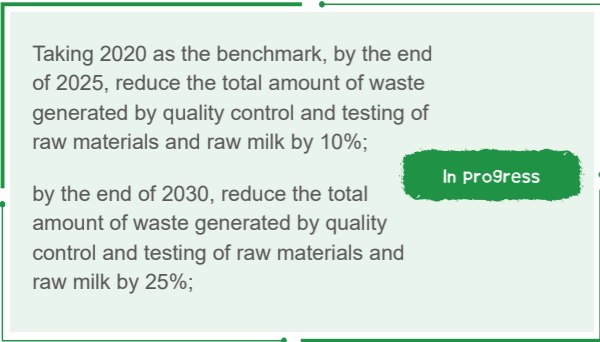 Taking 2020 as the benchmark, by the end
of 2025, reduce the total amount of waste
generated by quality control and testing of
raw materials and raw milk by 10%;
In progress
by the end of 2030, reduce the total
amount of waste generated by quality
control and testing of raw materials and
raw milk by 25%;